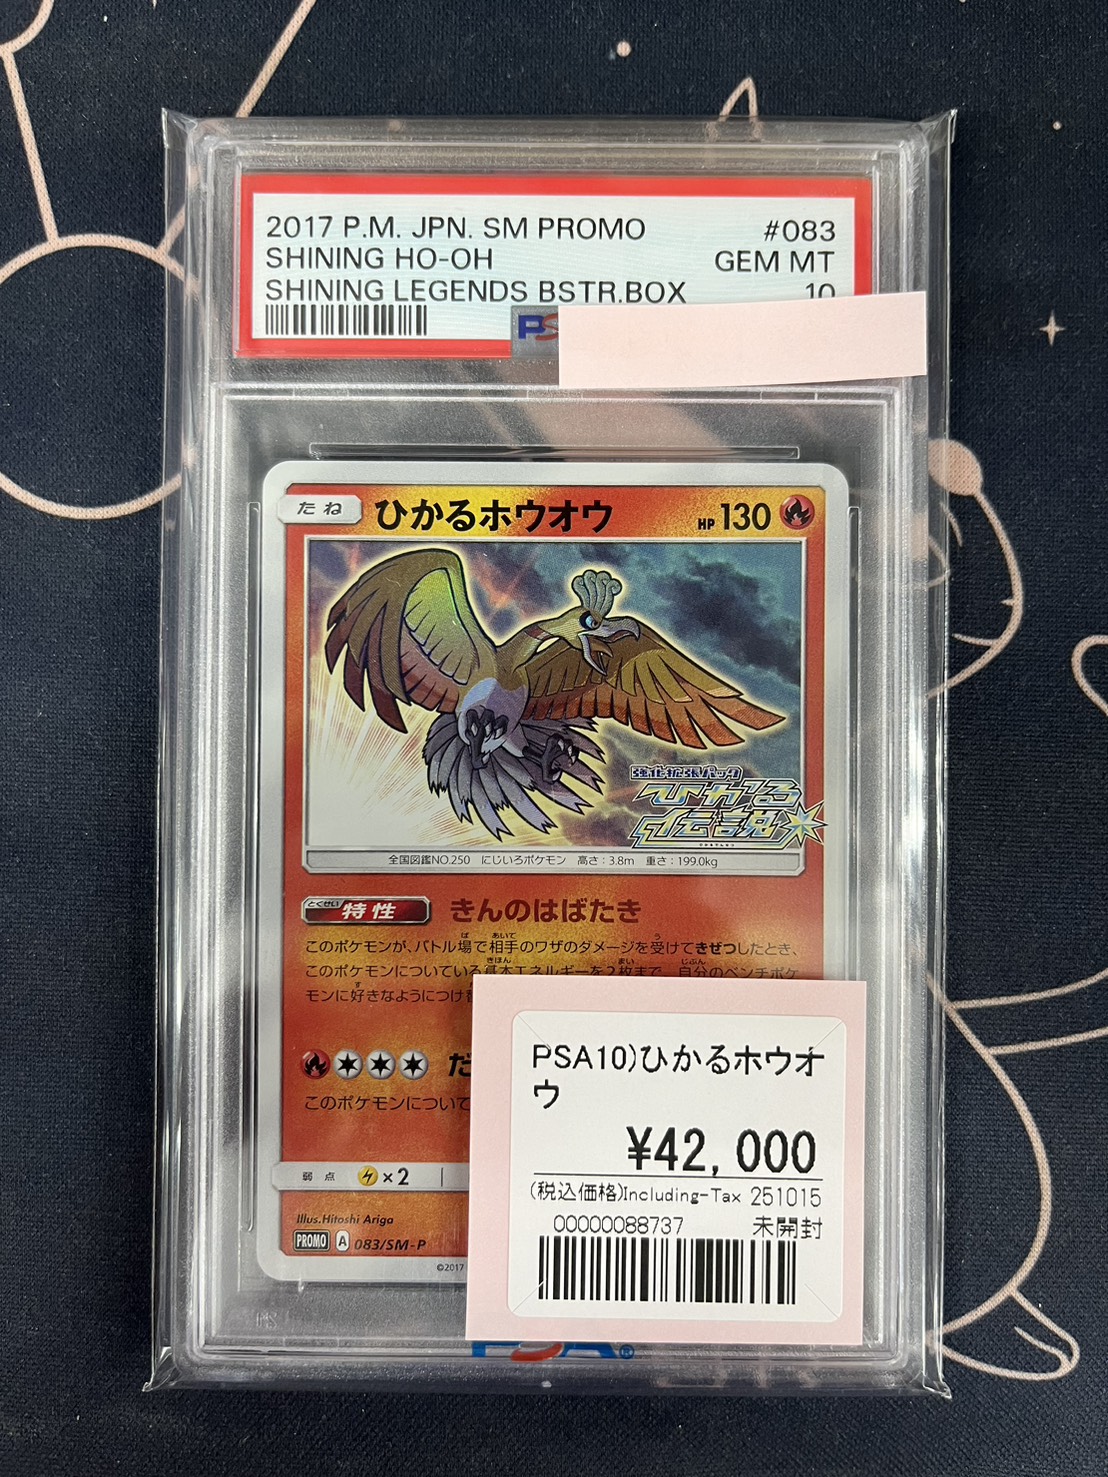 2017 P.M. JPN. SM PROMO #083
SHINING HO-OH GEM MT
SHINING LEGENDS BSTR.BOX 10
たね ひかるホウオウ HP 130
強化拡張パック
ひかる
伝説
全国図鑑NO.250 にじいろポケモン 高さ:3.8m 重さ:199.0kg
とくせい
特性 きんのはばたき
このポケモンが、バトル場で相手のワザのダメージを受けてきぜつしたとき、
このポケモンについている基本エネルギーを2枚まで、自分のベンチポケ
モンに好きなようにつけ
だ
このポケモンについて
弱点 ×2
Illus.Hitoshi Ariga
PROMO A 083/SM-P
©2017
PSA10)ひかるホウオ
ウ
¥42,000
(税込価格)Including-Tax 251015
00000088737 未開封
PSA®